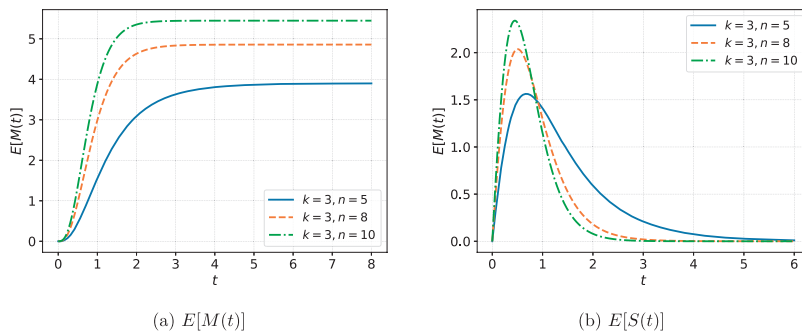 E[M(t)]
5
4
3
2
1
0
k = 3, n = 5
k = 3, n = 8
k = 3, n = 10
0 1 2 3 4 5 6 7 8
t
(a) E[M(t)]
E[M(t)]
2.0
1.5
1.0
0.5
0.0
k = 3, n = 5
k = 3, n = 8
k = 3, n = 10
0 1 2 3 4 5 6
t
(b) E[S(t)]